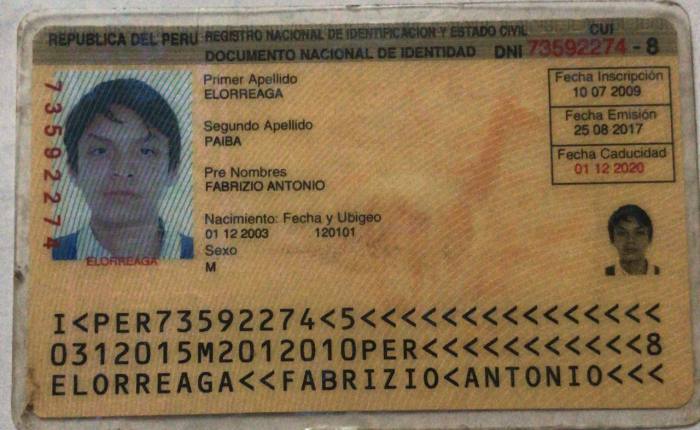 REPUBLICA DEL PERU REGISTRO NACIONAL DE IDENTIFICACION Y ESTADO CIVIL CUI
DOCUMENTO NACIONAL DE IDENTIDAD DNI 73592274 - 8
73592274
Primer Apellido
ELORREAGA
Segundo Apellido
PAIBA
Pre Nombres
FABRIZIO ANTONIO
Nacimiento: Fecha y Ubigeo
01 12 2003 120101
Sexo
M
Fecha Inscripción
10 07 2009
Fecha Emisión
25 08 2017
Fecha Caducidad
01 12 2020
ELORREAGA
I<PER73592274<5<<<<<<<<<<<<<<<
0312015M2012010PER<<<<<<<<<<<8
ELORREAGA<<FABRIZIO<ANTONIO<<<